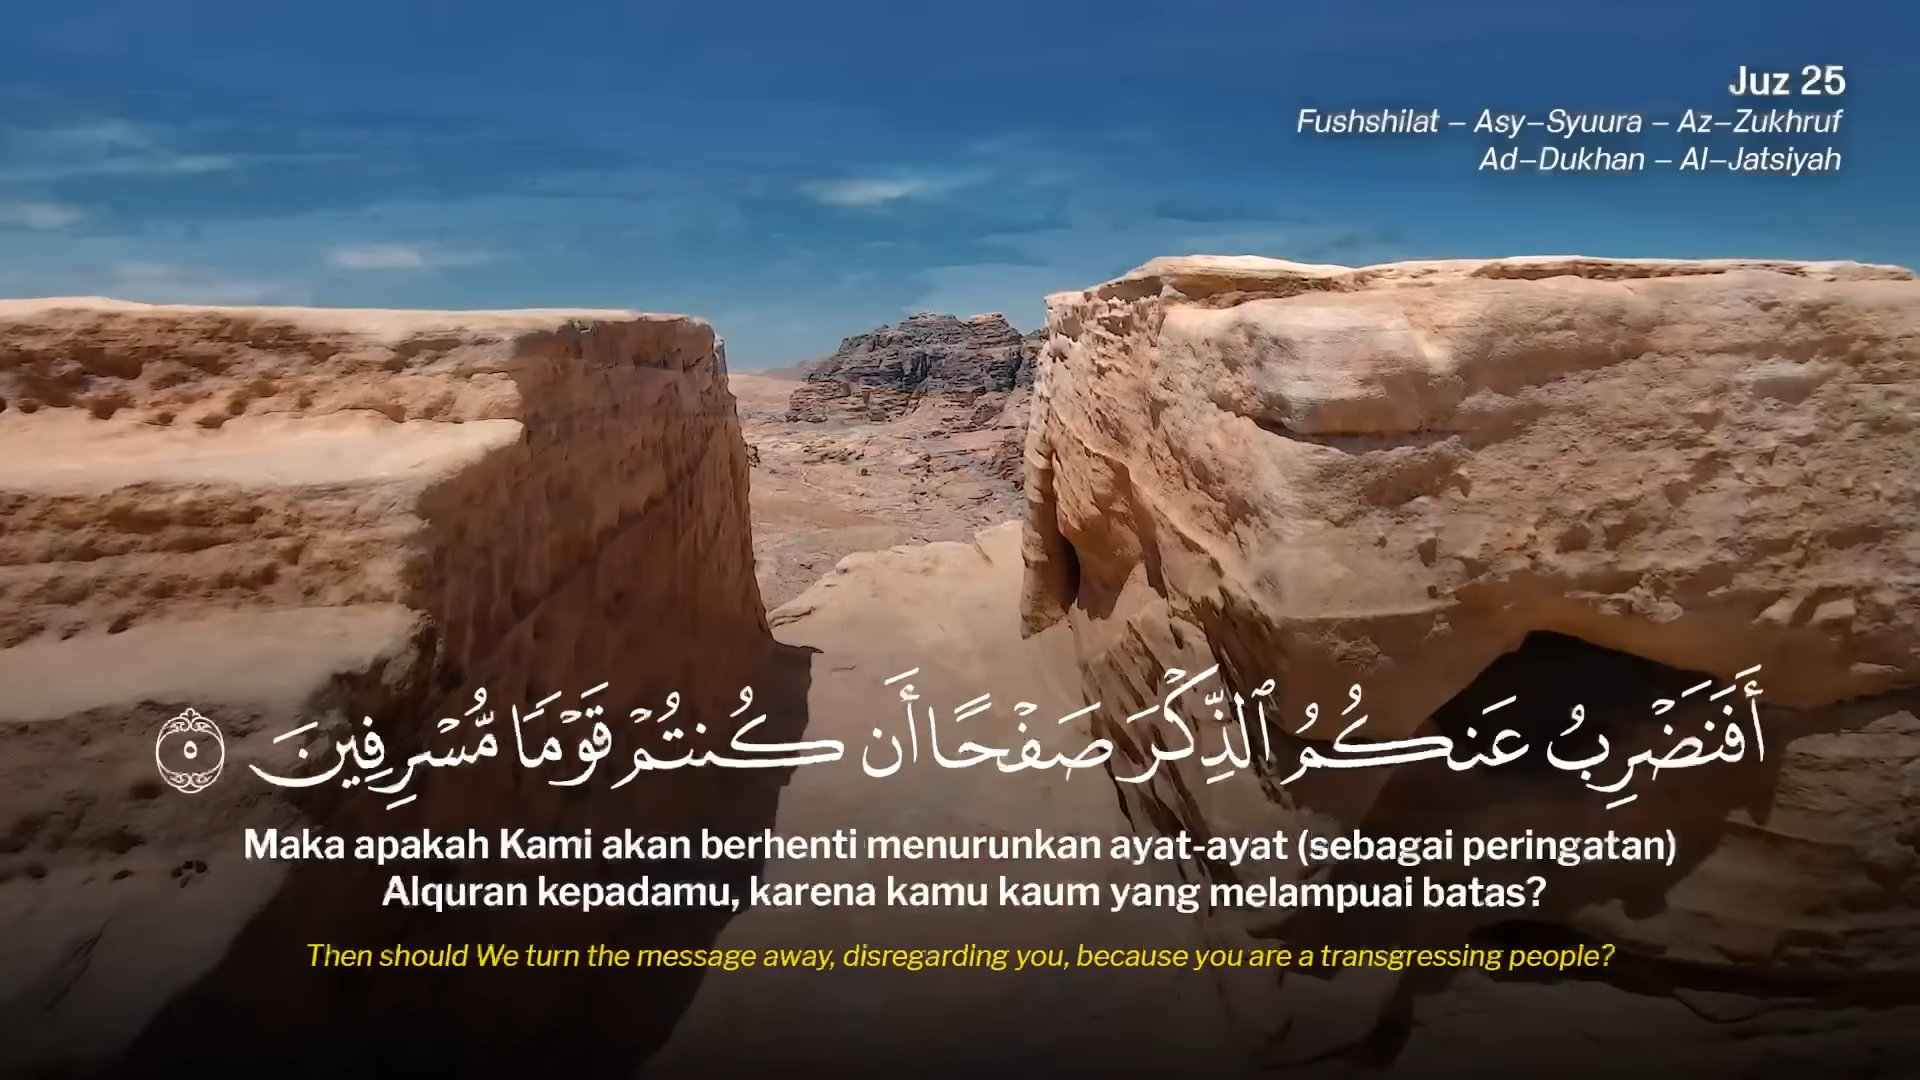 Juz 25
Fushshilat – Asy–Syuura – Az–Zukhruf
Ad–Dukhan – Al–Jatsiyah
أَفَنَضْرِبُ عَنكُمُ ٱلذِّكْرَ صَفْحًا أَن كُنتُمْ قَوْمًا مُّسْرِفِينَ ٥
Maka apakah Kami akan berhenti menurunkan ayat-ayat (sebagai peringatan)
Alquran kepadamu, karena kamu kaum yang melampuai batas?
Then should We turn the message away, disregarding you, because you are a transgressing people?